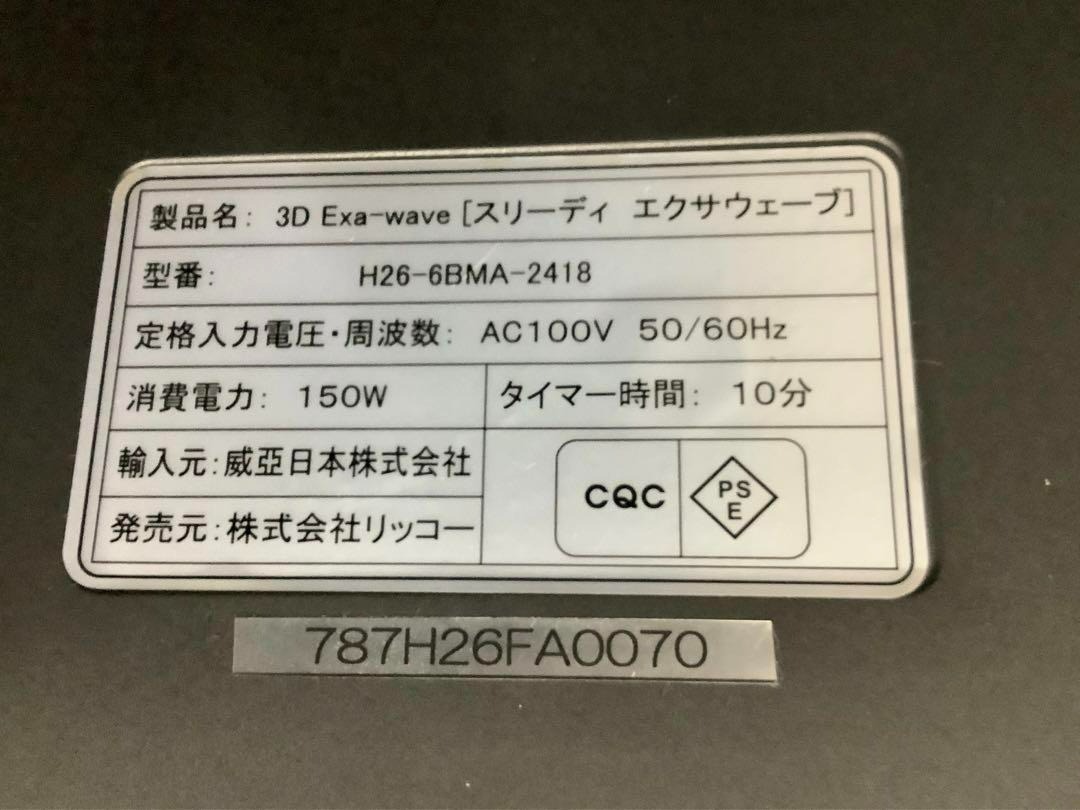 製品名： 3D Exa-wave [スリーディ エクサウェーブ]
型番： H26-6BMA-2418
定格入力電圧・周波数： AC100V 50/60Hz
消費電力： 150W
タイマー時間： 10分
輸入元：威亞日本株式会社
発売元：株式会社リッコー
CQC
PS
E
787H26FA0070